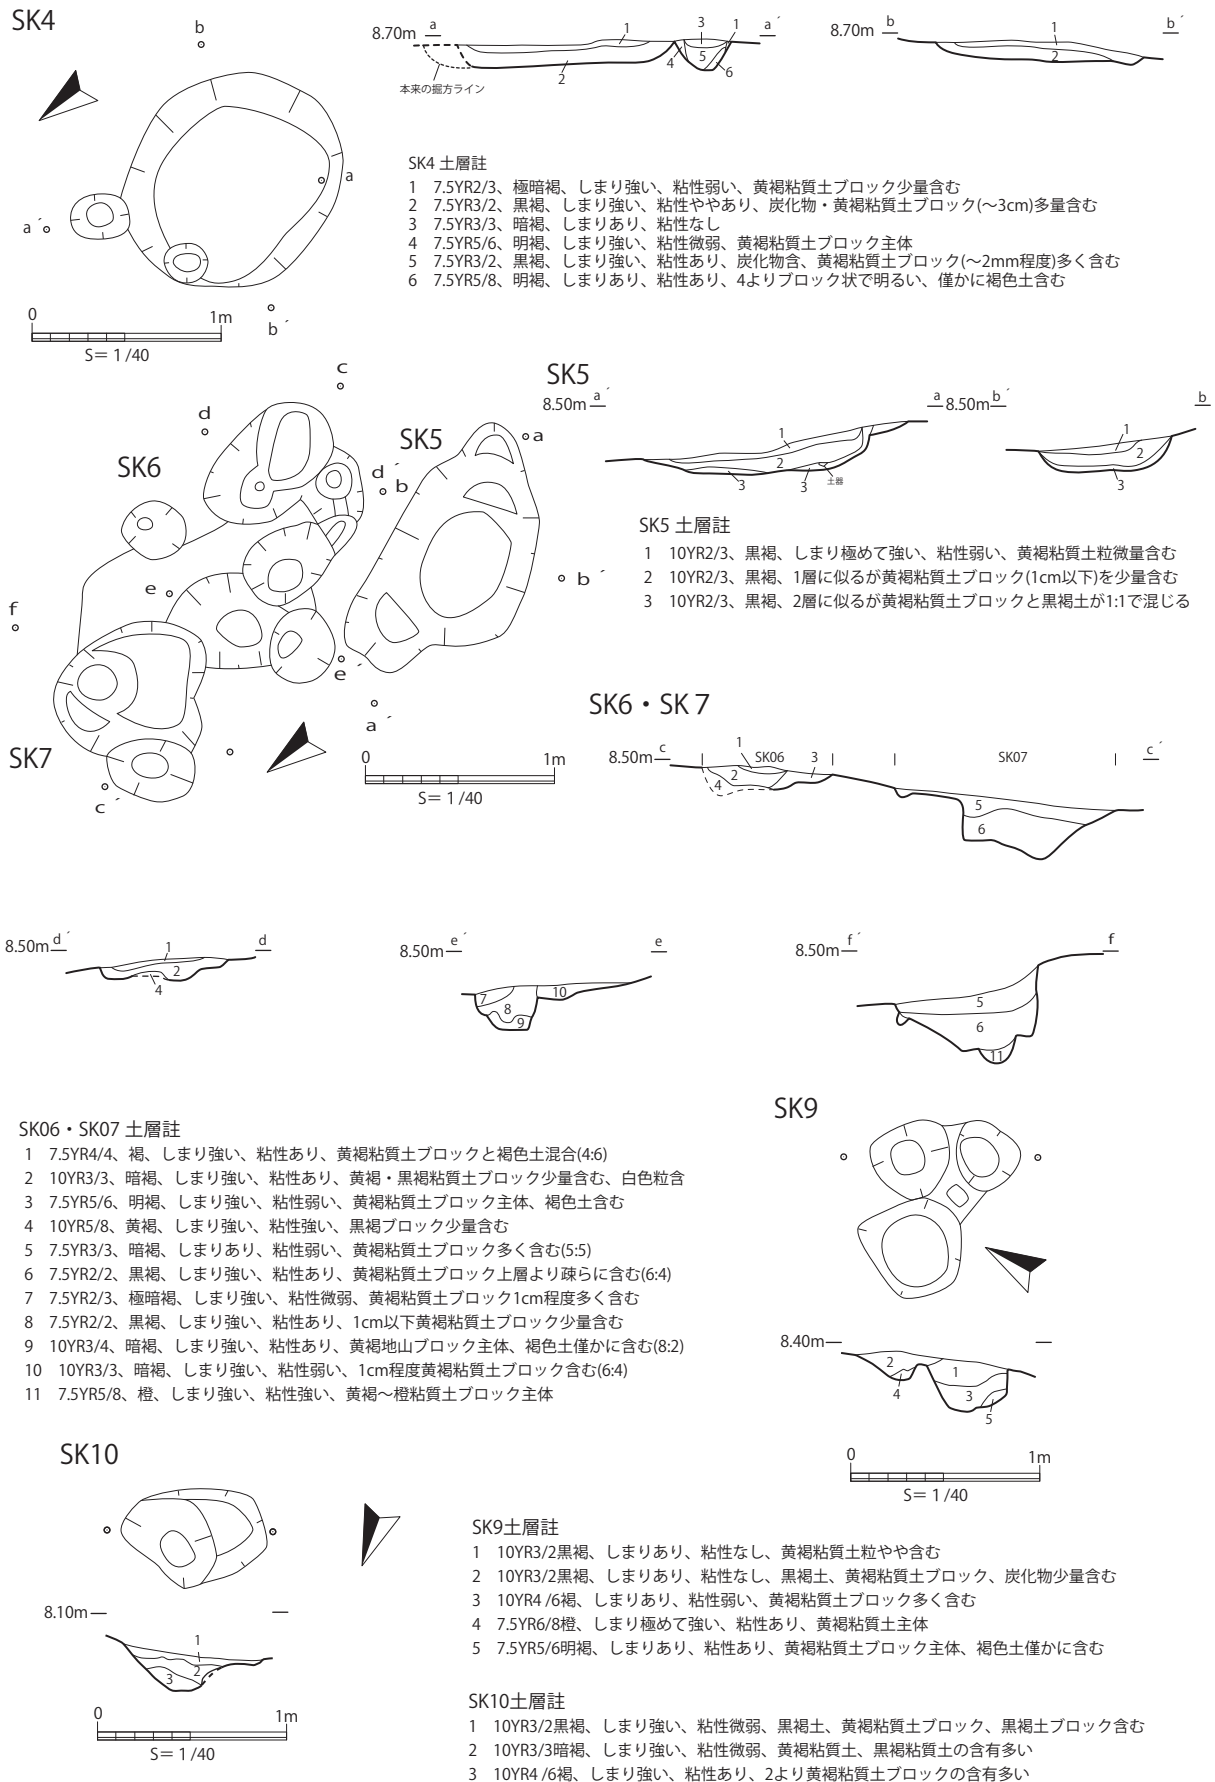 SK4
b
a
a´
b´
0 1m
S= 1 /40
8.70m a 1 3 1 a´
2 4 5 6
本来の掘方ライン
8.70m b 1 b´
2
SK4 土層註
1 7.5YR2/3、極暗褐、しまり強い、粘性弱い、黄褐粘質土ブロック少量含む
2 7.5YR3/2、黒褐、しまり強い、粘性ややあり、炭化物・黄褐粘質土ブロック(〜3cm)多量含む
3 7.5YR3/3、暗褐、しまりあり、粘性なし
4 7.5YR5/6、明褐、しまり強い、粘性微弱、黄褐粘質土ブロック主体
5 7.5YR3/2、黒褐、しまり強い、粘性あり、炭化物含、黄褐粘質土ブロック(〜2mm程度)多く含む
6 7.5YR5/8、明褐、しまりあり、粘性あり、4よりブロック状で明るい、僅かに褐色土含む
c
d
SK6
SK5
a
d´
b
b´
e
f
e´
a´
SK7
c´
0 1m
S= 1 /40
SK5
8.50m a´ a
1
2
3 3 土器
8.50m b´ b
1
2
3
SK5 土層註
1 10YR2/3、黒褐、しまり極めて強い、粘性弱い、黄褐粘質土粒微量含む
2 10YR2/3、黒褐、1層に似るが黄褐粘質土ブロック(1cm以下)を少量含む
3 10YR2/3、黒褐、2層に似るが黄褐粘質土ブロックと黒褐土が1:1で混じる
SK6・SK 7
8.50m c 1 SK06 3 SK07 c´
2
4
5
6
8.50m d´ d
1
2
4
8.50m e´ e
7 8 9 10
8.50m f´ f
5
6
11
SK06・SK07 土層註
1 7.5YR4/4、褐、しまり強い、粘性あり、黄褐粘質土ブロックと褐色土混合(4:6)
2 10YR3/3、暗褐、しまり強い、粘性あり、黄褐・黒褐粘質土ブロック少量含む、白色粒含
3 7.5YR5/6、明褐、しまり強い、粘性弱い、黄褐粘質土ブロック主体、褐色土含む
4 10YR5/8、黄褐、しまり強い、粘性強い、黒褐ブロック少量含む
5 7.5YR3/3、暗褐、しまりあり、粘性弱い、黄褐粘質土ブロック多く含む(5:5)
6 7.5YR2/2、黒褐、しまり強い、粘性あり、黄褐粘質土ブロック上層より疎らに含む(6:4)
7 7.5YR2/3、極暗褐、しまり強い、粘性微弱、黄褐粘質土ブロック1cm程度多く含む
8 7.5YR2/2、黒褐、しまり強い、粘性あり、1cm以下黄褐粘質土ブロック少量含む
9 10YR3/4、暗褐、しまり強い、粘性あり、黄褐地山ブロック主体、褐色土僅かに含む(8:2)
10 10YR3/3、暗褐、しまり強い、粘性弱い、1cm程度黄褐粘質土ブロック含む(6:4)
11 7.5YR5/8、橙、しまり強い、粘性強い、黄褐〜橙粘質土ブロック主体
SK9
8.40m
2 1
4 3
5
0 1m
S= 1 /40
SK10
8.10m
1
2
3
0 1m
S= 1 /40
SK9土層註
1 10YR3/2黒褐、しまりあり、粘性なし、黄褐粘質土粒やや含む
2 10YR3/2黒褐、しまりあり、粘性なし、黒褐土、黄褐粘質土ブロック、炭化物少量含む
3 10YR4 /6褐、しまりあり、粘性弱い、黄褐粘質土ブロック多く含む
4 7.5YR6/8橙、しまり極めて強い、粘性あり、黄褐粘質土主体
5 7.5YR5/6明褐、しまりあり、粘性あり、黄褐粘質土ブロック主体、褐色土僅かに含む
SK10土層註
1 10YR3/2黒褐、しまり強い、粘性微弱、黒褐土、黄褐粘質土ブロック、黒褐土ブロック含む
2 10YR3/3暗褐、しまり強い、粘性微弱、黄褐粘質土、黒褐粘質土の含有多い
3 10YR4 /6褐、しまり強い、粘性あり、2より黄褐粘質土ブロックの含有多い